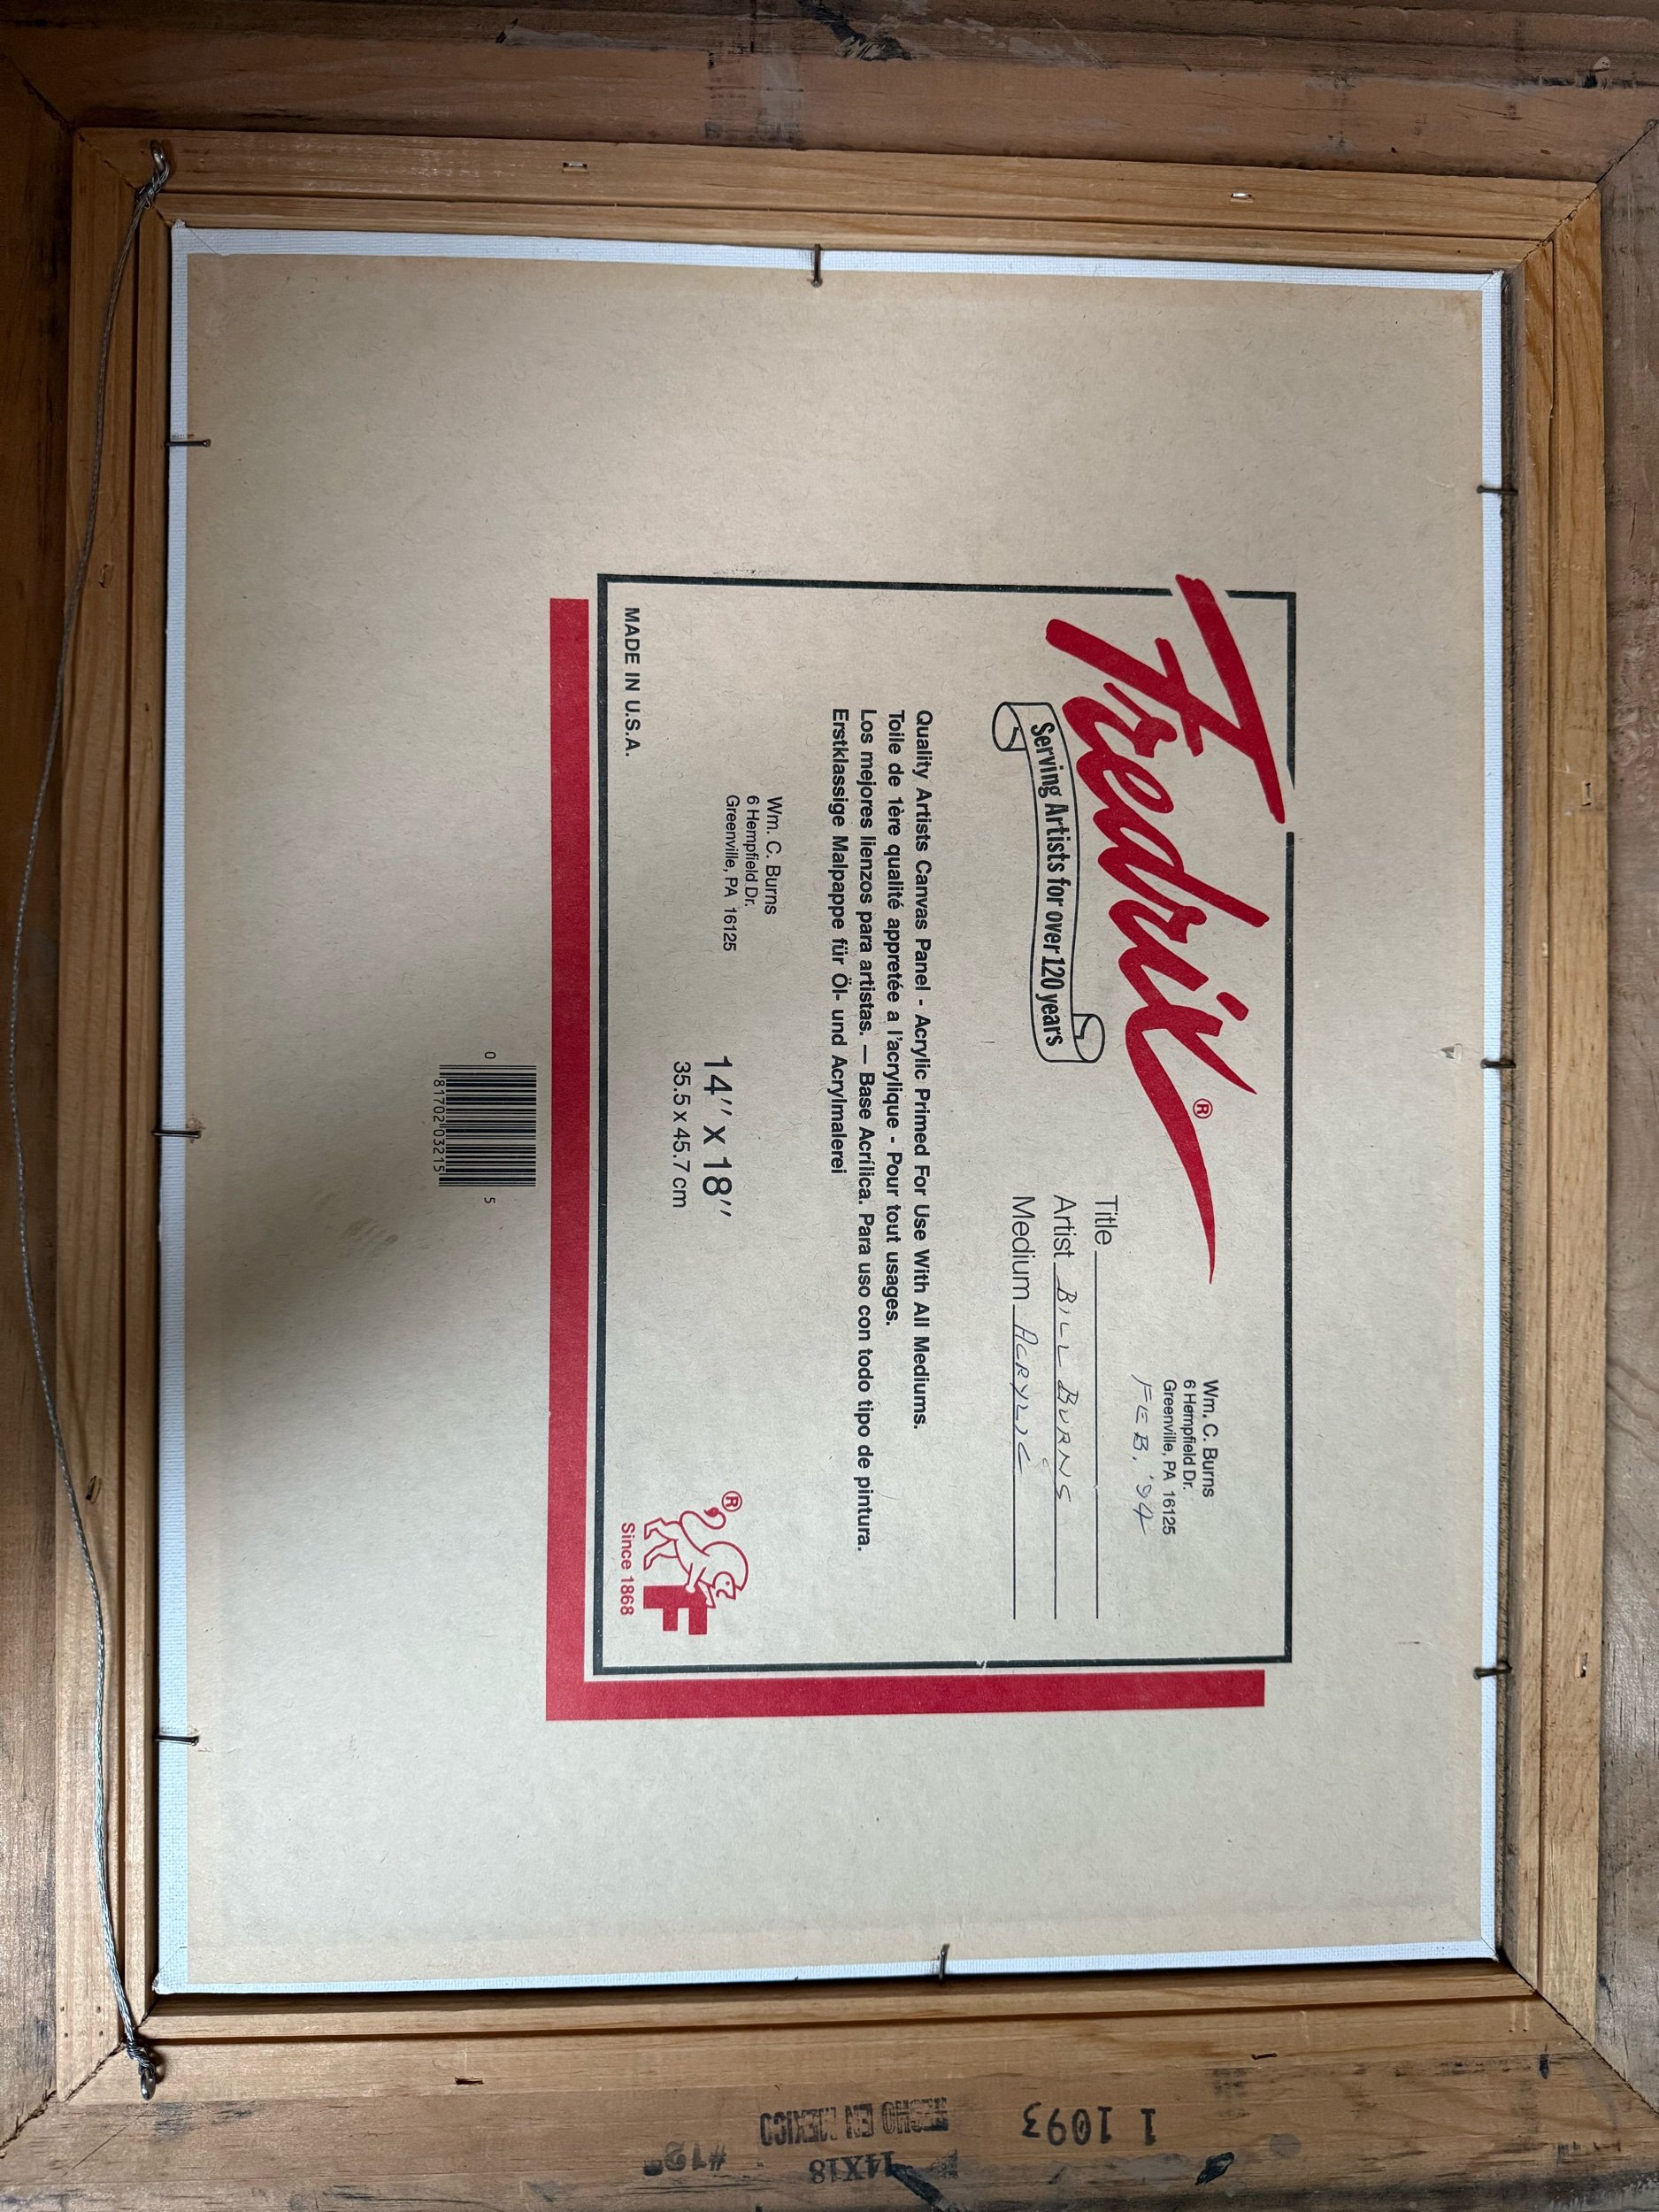 Fredrix®
Serving Artists for over 120 years
Wm. C. Burns
6 Hempfield Dr.
Greenville, PA 16125
FEB, '94
Title
Artist BILL BURNS
Medium ACRYLIC
Quality Artists Canvas Panel - Acrylic Primed For Use With All Mediums.
Toile de 1ère qualité appretée a l'acrylique - Pour tout usages.
Los mejores lienzos para artistas. — Base Acrílica. Para uso con todo tipo de pintura.
Erstklassige Malpappe für Öl- und Acrylmalerei
Wm. C. Burns
6 Hempfield Dr.
Greenville, PA 16125
14" x 18"
35.5 x 45.7 cm
MADE IN U.S.A.
®
F
Since 1868
0 81702 03215 5
1 1093
HECHO EN MEXICO
14X18